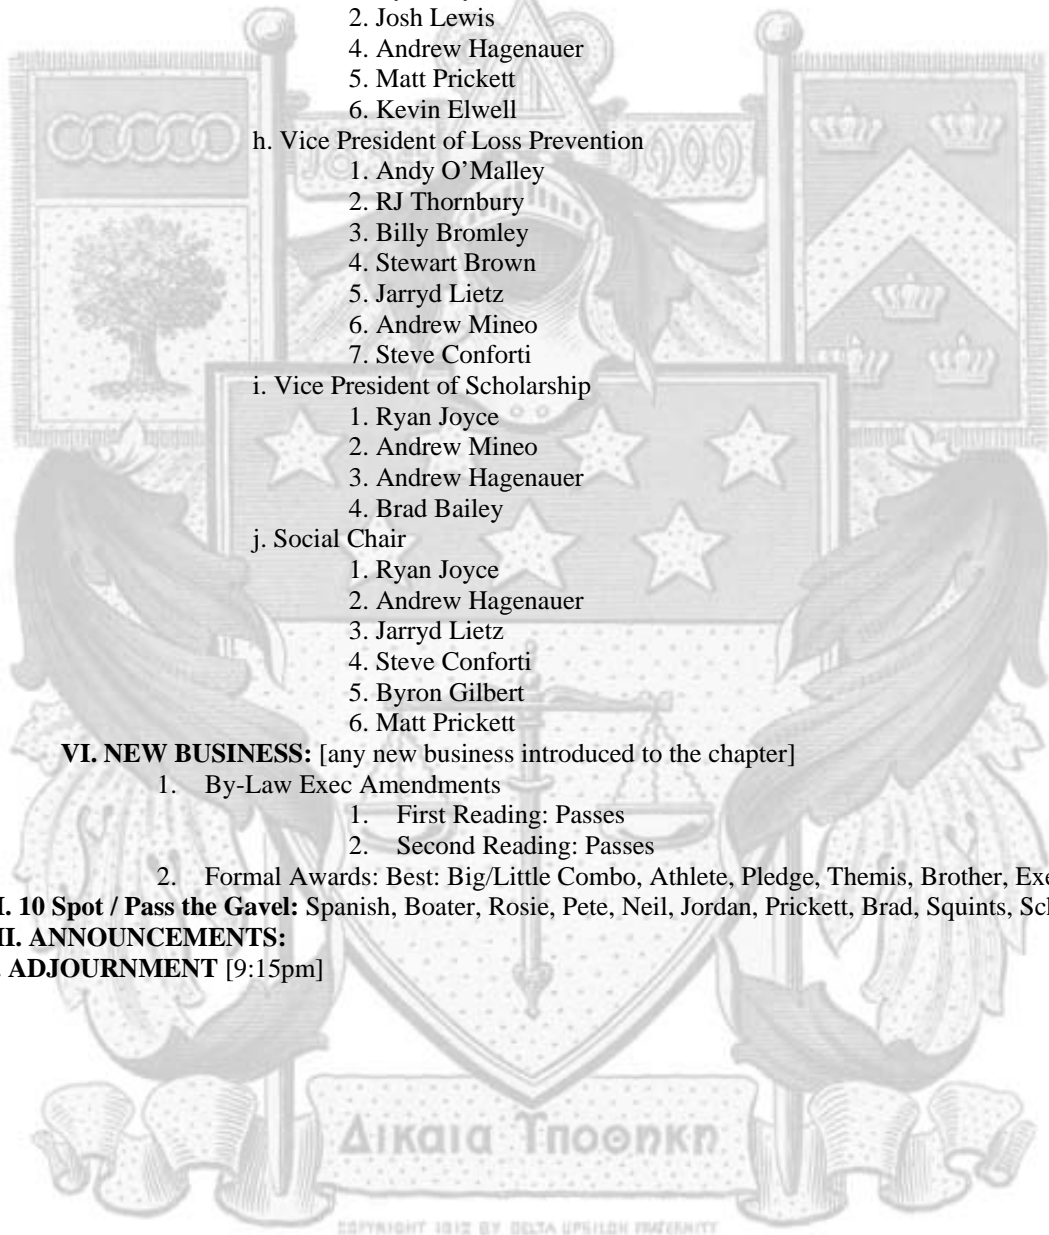 2. Josh Lewis
4. Andrew Hagenauer
5. Matt Prickett
6. Kevin Elwell
h. Vice President of Loss Prevention
1. Andy O’Malley
2. RJ Thornbury
3. Billy Bromley
4. Stewart Brown
5. Jarryd Lietz
6. Andrew Mineo
7. Steve Conforti
i. Vice President of Scholarship
1. Ryan Joyce
2. Andrew Mineo
3. Andrew Hagenauer
4. Brad Bailey
j. Social Chair
1. Ryan Joyce
2. Andrew Hagenauer
3. Jarryd Lietz
4. Steve Conforti
5. Byron Gilbert
6. Matt Prickett
VI. NEW BUSINESS: [any new business introduced to the chapter]
1. By-Law Exec Amendments
1. First Reading: Passes
2. Second Reading: Passes
2. Formal Awards: Best: Big/Little Combo, Athlete, Pledge, Themis, Brother, Exe
I. 10 Spot / Pass the Gavel: Spanish, Boater, Rosie, Pete, Neil, Jordan, Prickett, Brad, Squints,
II. ANNOUNCEMENTS:
. ADJOURNMENT [9:15pm]
Δικαια Υποθηκη
COPYRIGHT 1912 BY DELTA UPSILON FRATERNITY